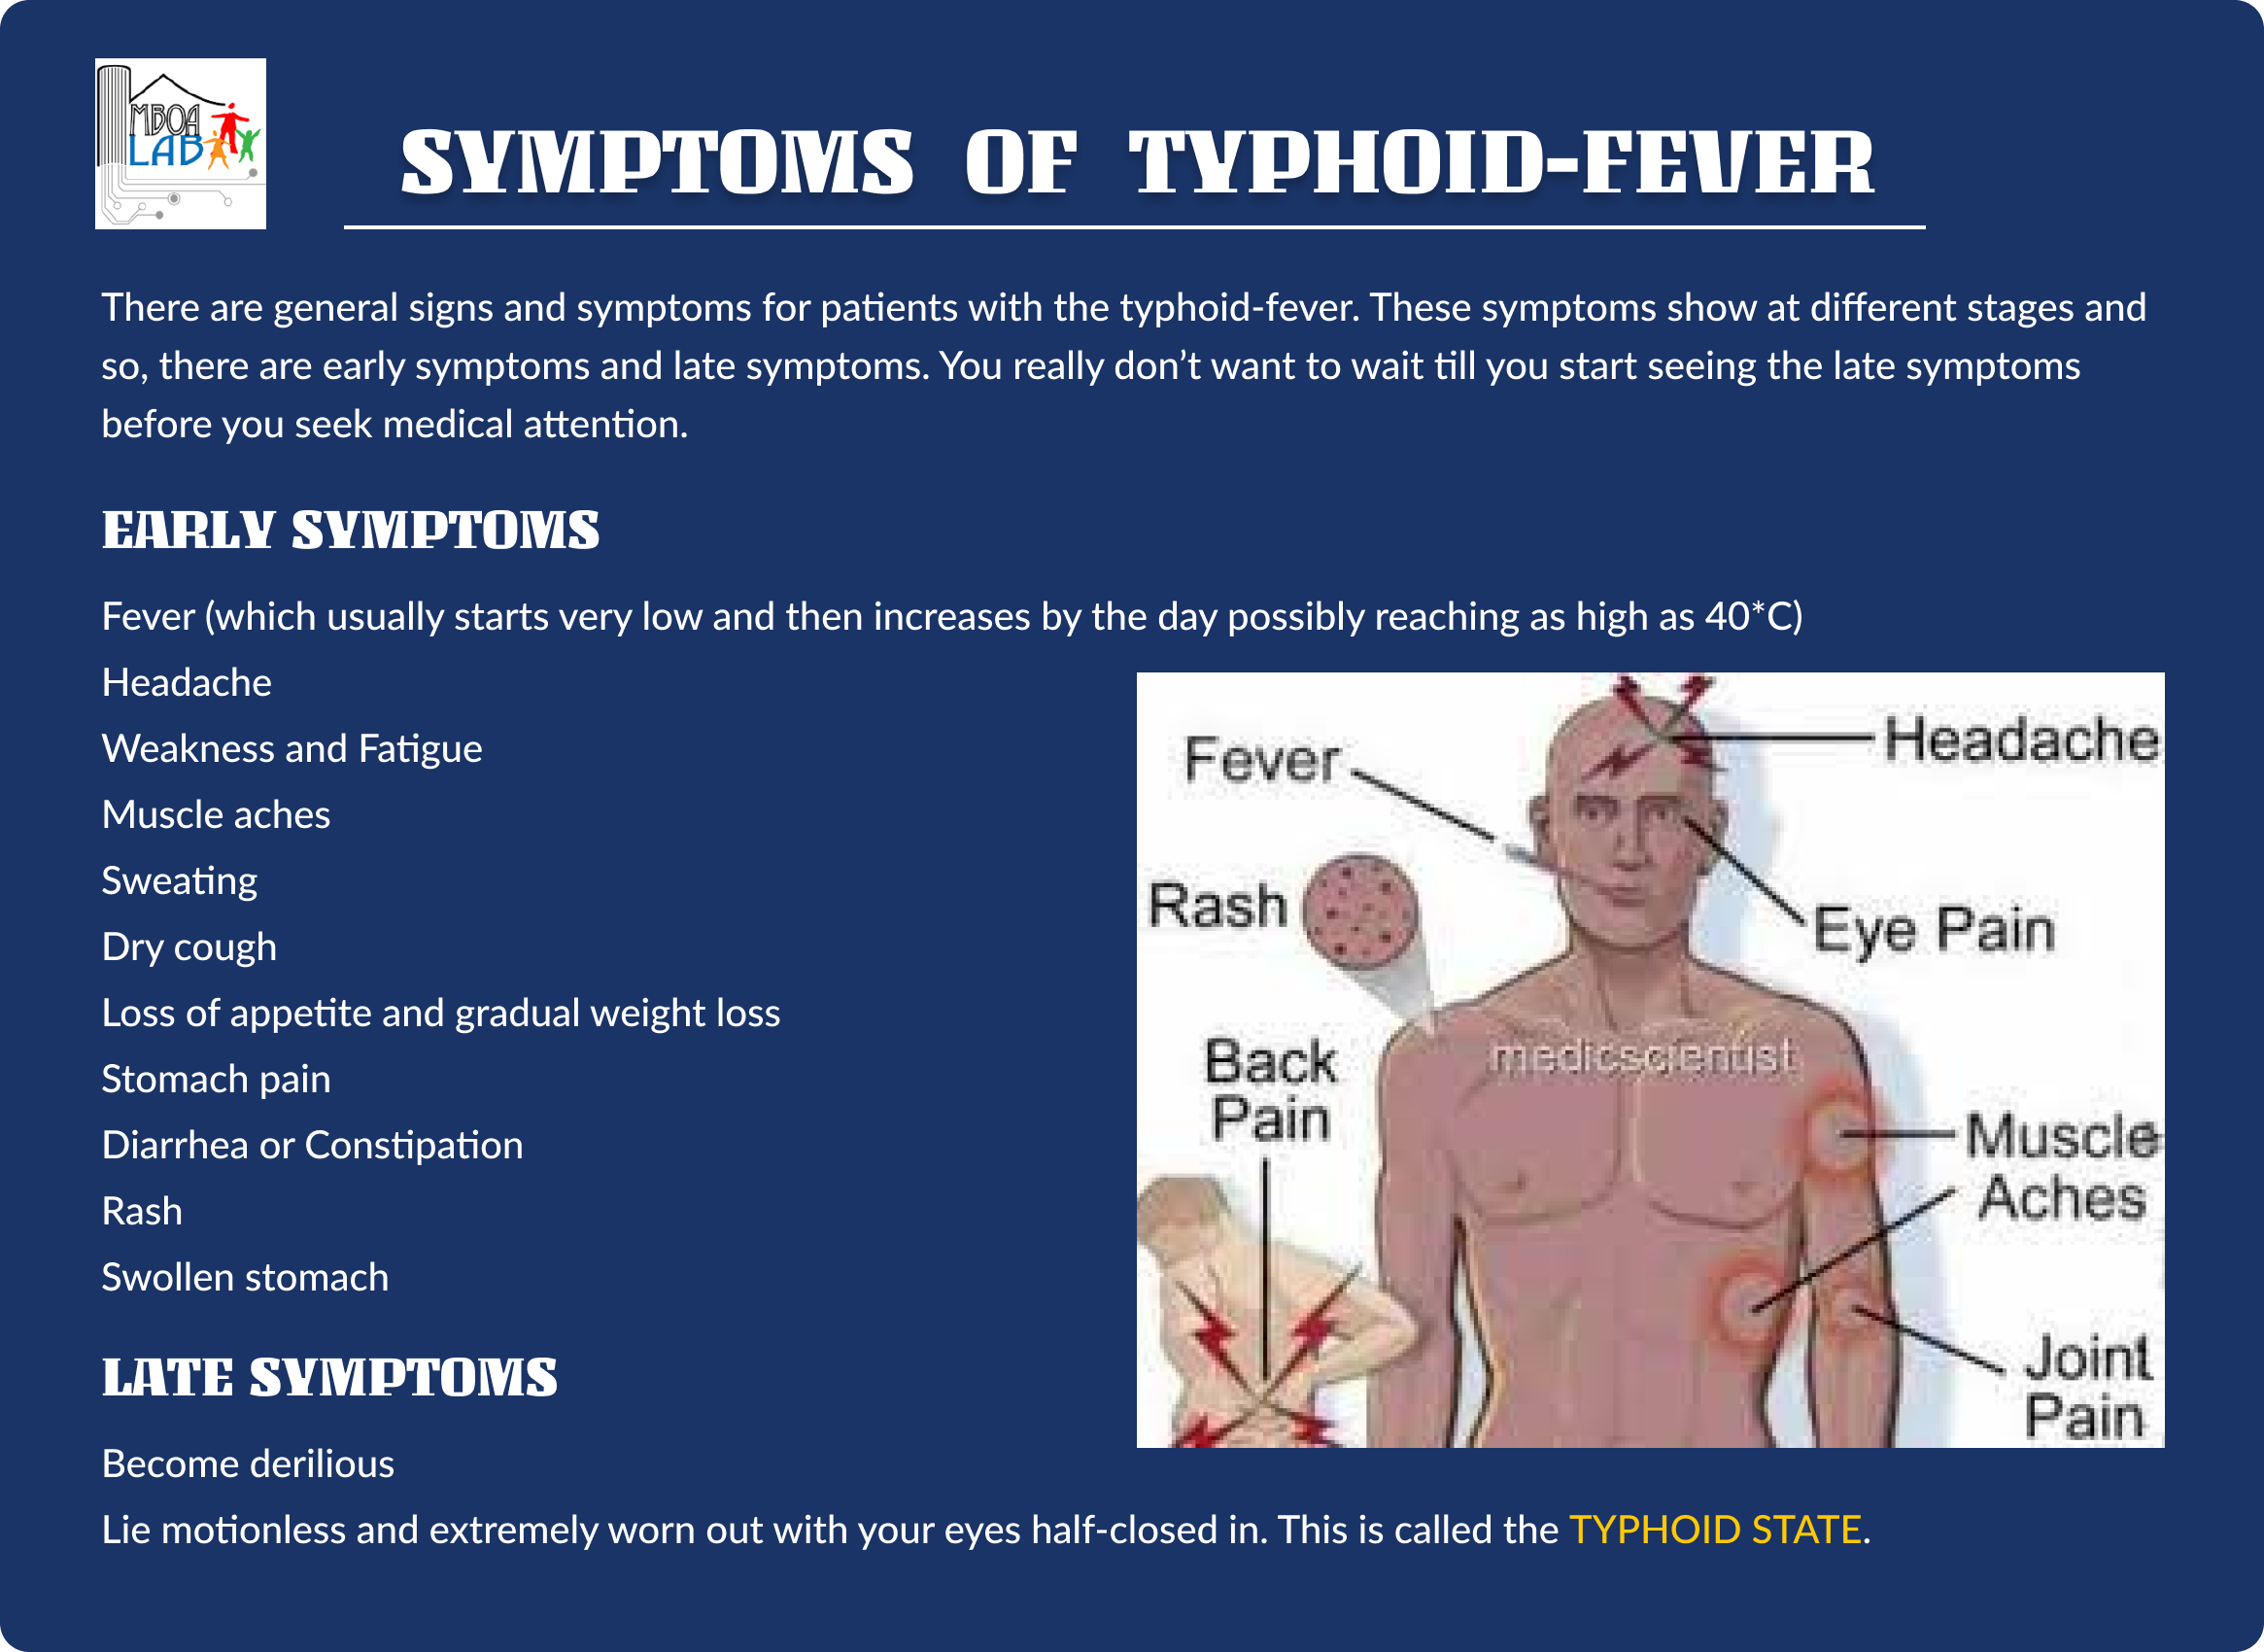 MBOA
LAB
SYMPTOMS OF TYPHOID-FEVER
There are general signs and symptoms for patients with the typhoid-fever. These symptoms show at different stages and
so, there are early symptoms and late symptoms. You really don’t want to wait till you start seeing the late symptoms
before you seek medical attention.
EARLY SYMPTOMS
Fever (which usually starts very low and then increases by the day possibly reaching as high as 40*C)
Headache
Weakness and Fatigue
Muscle aches
Sweating
Dry cough
Loss of appetite and gradual weight loss
Stomach pain
Diarrhea or Constipation
Rash
Swollen stomach
Headache
Fever
Rash
Eye Pain
medicscientist
Back
Pain
Muscle
Aches
Joint
Pain
LATE SYMPTOMS
Become derilious
Lie motionless and extremely worn out with your eyes half-closed in. This is called the TYPHOID STATE.